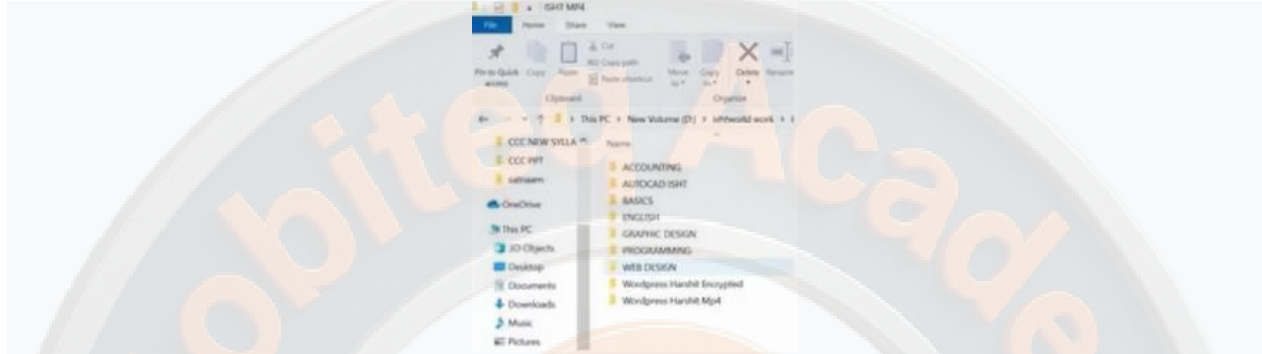 ISHT MP4
File Home Share View
Pin to Quick access
Copy
Paste
Cut
Copy path
Paste shortcut
Move to
Copy to
Delete
Rename
Clipboard
Organize
This PC > New Volume (D:) >
CCC NEW SYLLA
CCC PPT
satnaam
OneDrive
This PC
3D Objects
Desktop
Documents
Downloads
Music
Pictures
Name
ACCOUNTING
AUTOCAD ISHT
BASICS
ENGLISH
GRAPHIC DESIGN
PROGRAMMING
WEB DESIGN
Wordpress Harshit Encrypted
Wordpress Harshit Mp4
obited Acade